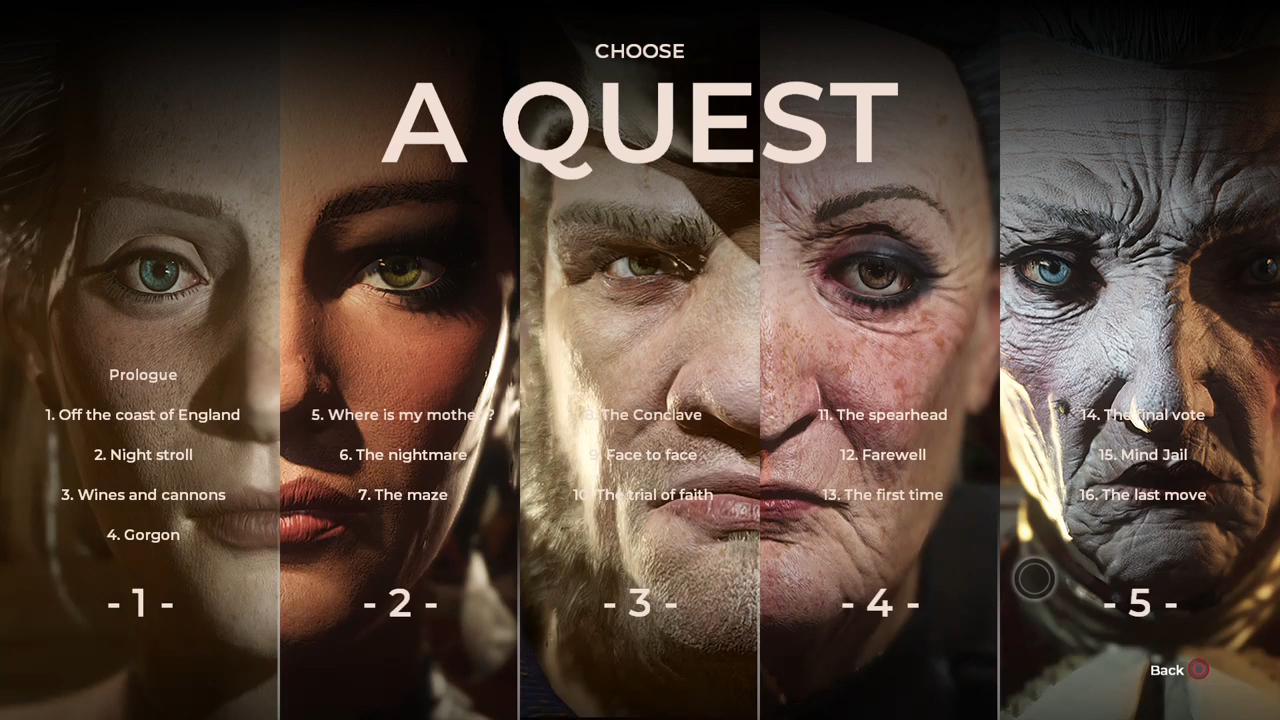 CHOOSE
A QUEST
Prologue
1. Off the coast of England
2. Night stroll
3. Wines and cannons
4. Gorgon
- 1 -
5. Where is my mother?
6. The nightmare
7. The maze
- 2 -
8. The Conclave
9. Face to face
10. The trial of faith
- 3 -
11. The spearhead
12. Farewell
13. The first time
- 4 -
14. The final vote
15. Mind Jail
16. The last move
- 5 -
Back